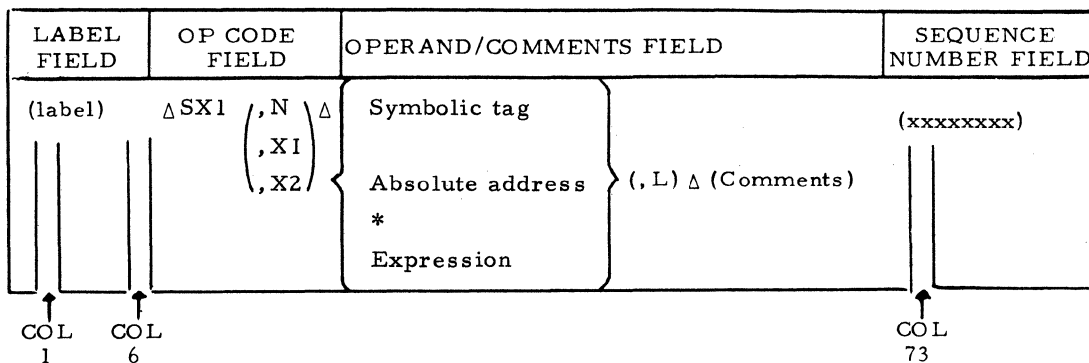 LABEL FIELD OP CODE FIELD OPERAND/COMMENTS FIELD SEQUENCE NUMBER FIELD
(label) Δ SX1 (, N Δ Symbolic tag (xxxxxxxx)
, X1
, X2) Absolute address (, L) Δ (Comments)
*
Expression
COL 1 COL 6 COL 73